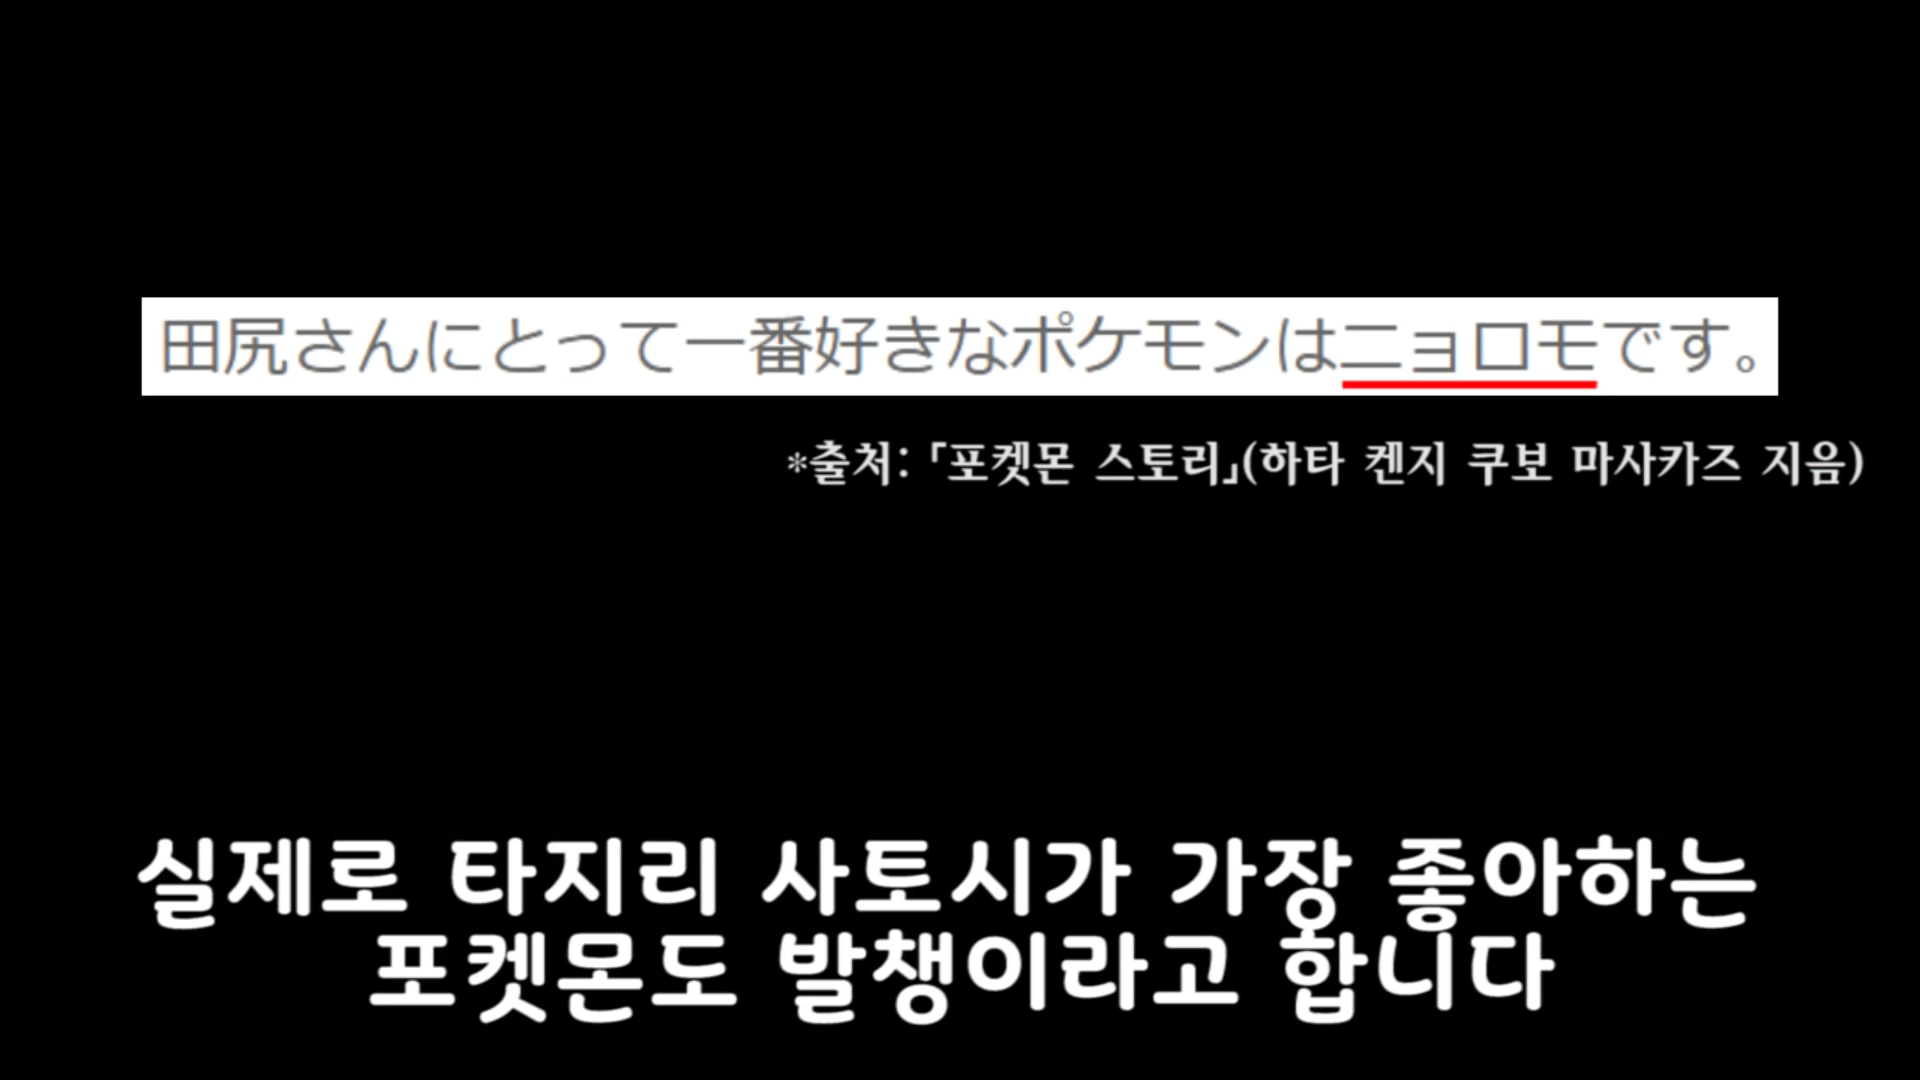 田尻さんにとって一番好きなポケモンはニョロモです。
*출처: 「포켓몬 스토리」(하타 켄지 쿠보 마사카즈 지음)
실제로 타지리 사토시가 가장 좋아하는
포켓몬도 발챙이라고 합니다